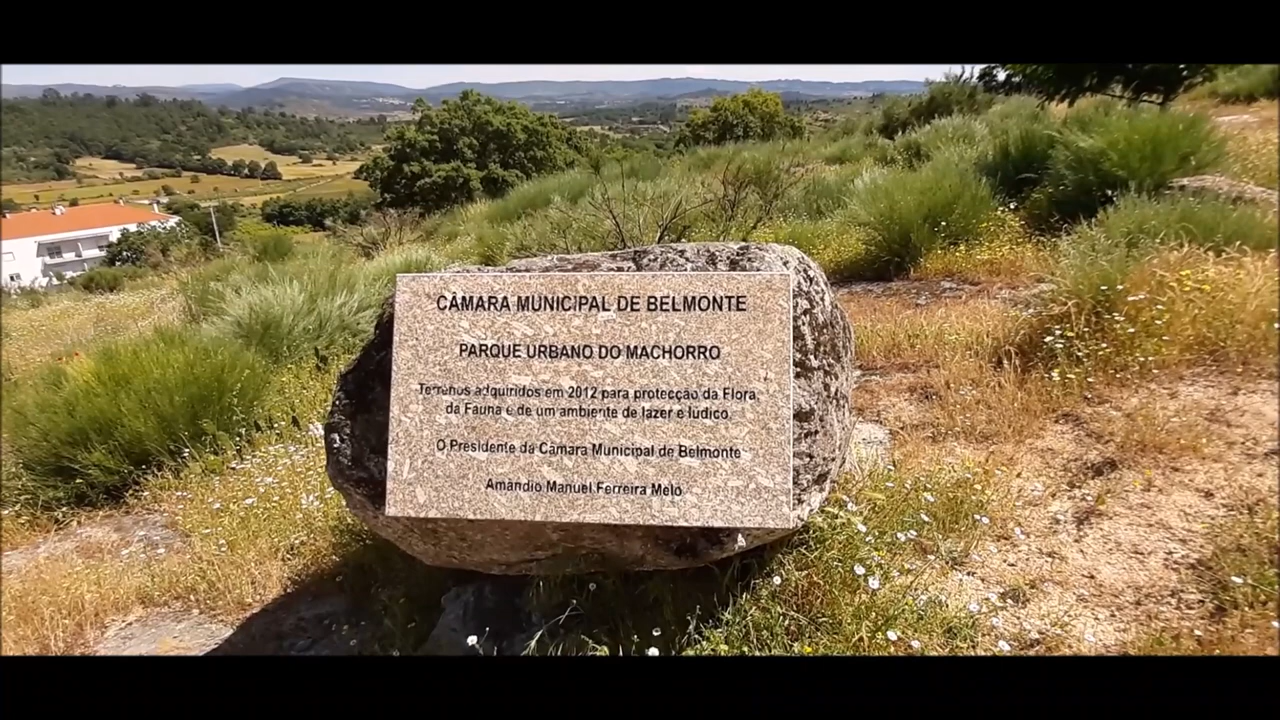 CÂMARA MUNICIPAL DE BELMONTE
PARQUE URBANO DO MACHORRO
Terrenos adquiridos em 2012 para protecção da Flora,
da Fauna e de um ambiente de lazer e lúdico.
O Presidente da Câmara Municipal de Belmonte
Amândio Manuel Ferreira Melo